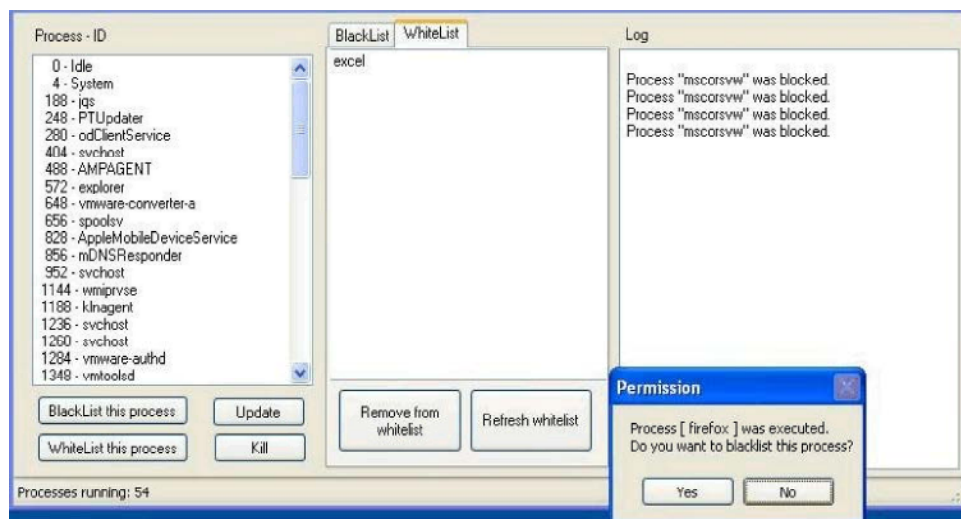 Process - ID
0 - Idle
4 - System
188 - jqs
248 - PTUpdater
280 - odClientService
404 - svchost
488 - AMPAGENT
572 - explorer
648 - vmware-converter-a
656 - spoolsv
828 - AppleMobileDeviceService
856 - mDNSResponder
952 - svchost
1144 - wmiprvse
1188 - klnagent
1236 - svchost
1260 - svchost
1284 - vmware-authd
1348 - vmtoolsd
BlackList this process
Update
WhiteList this process
Kill
BlackList
WhiteList
excel
Remove from
whitelist
Refresh whitelist
Log
Process "mscorsvw" was blocked.
Process "mscorsvw" was blocked.
Process "mscorsvw" was blocked.
Process "mscorsvw" was blocked.
Permission
Process [ firefox ] was executed.
Do you want to blacklist this process?
Yes
No
Processes running: 54